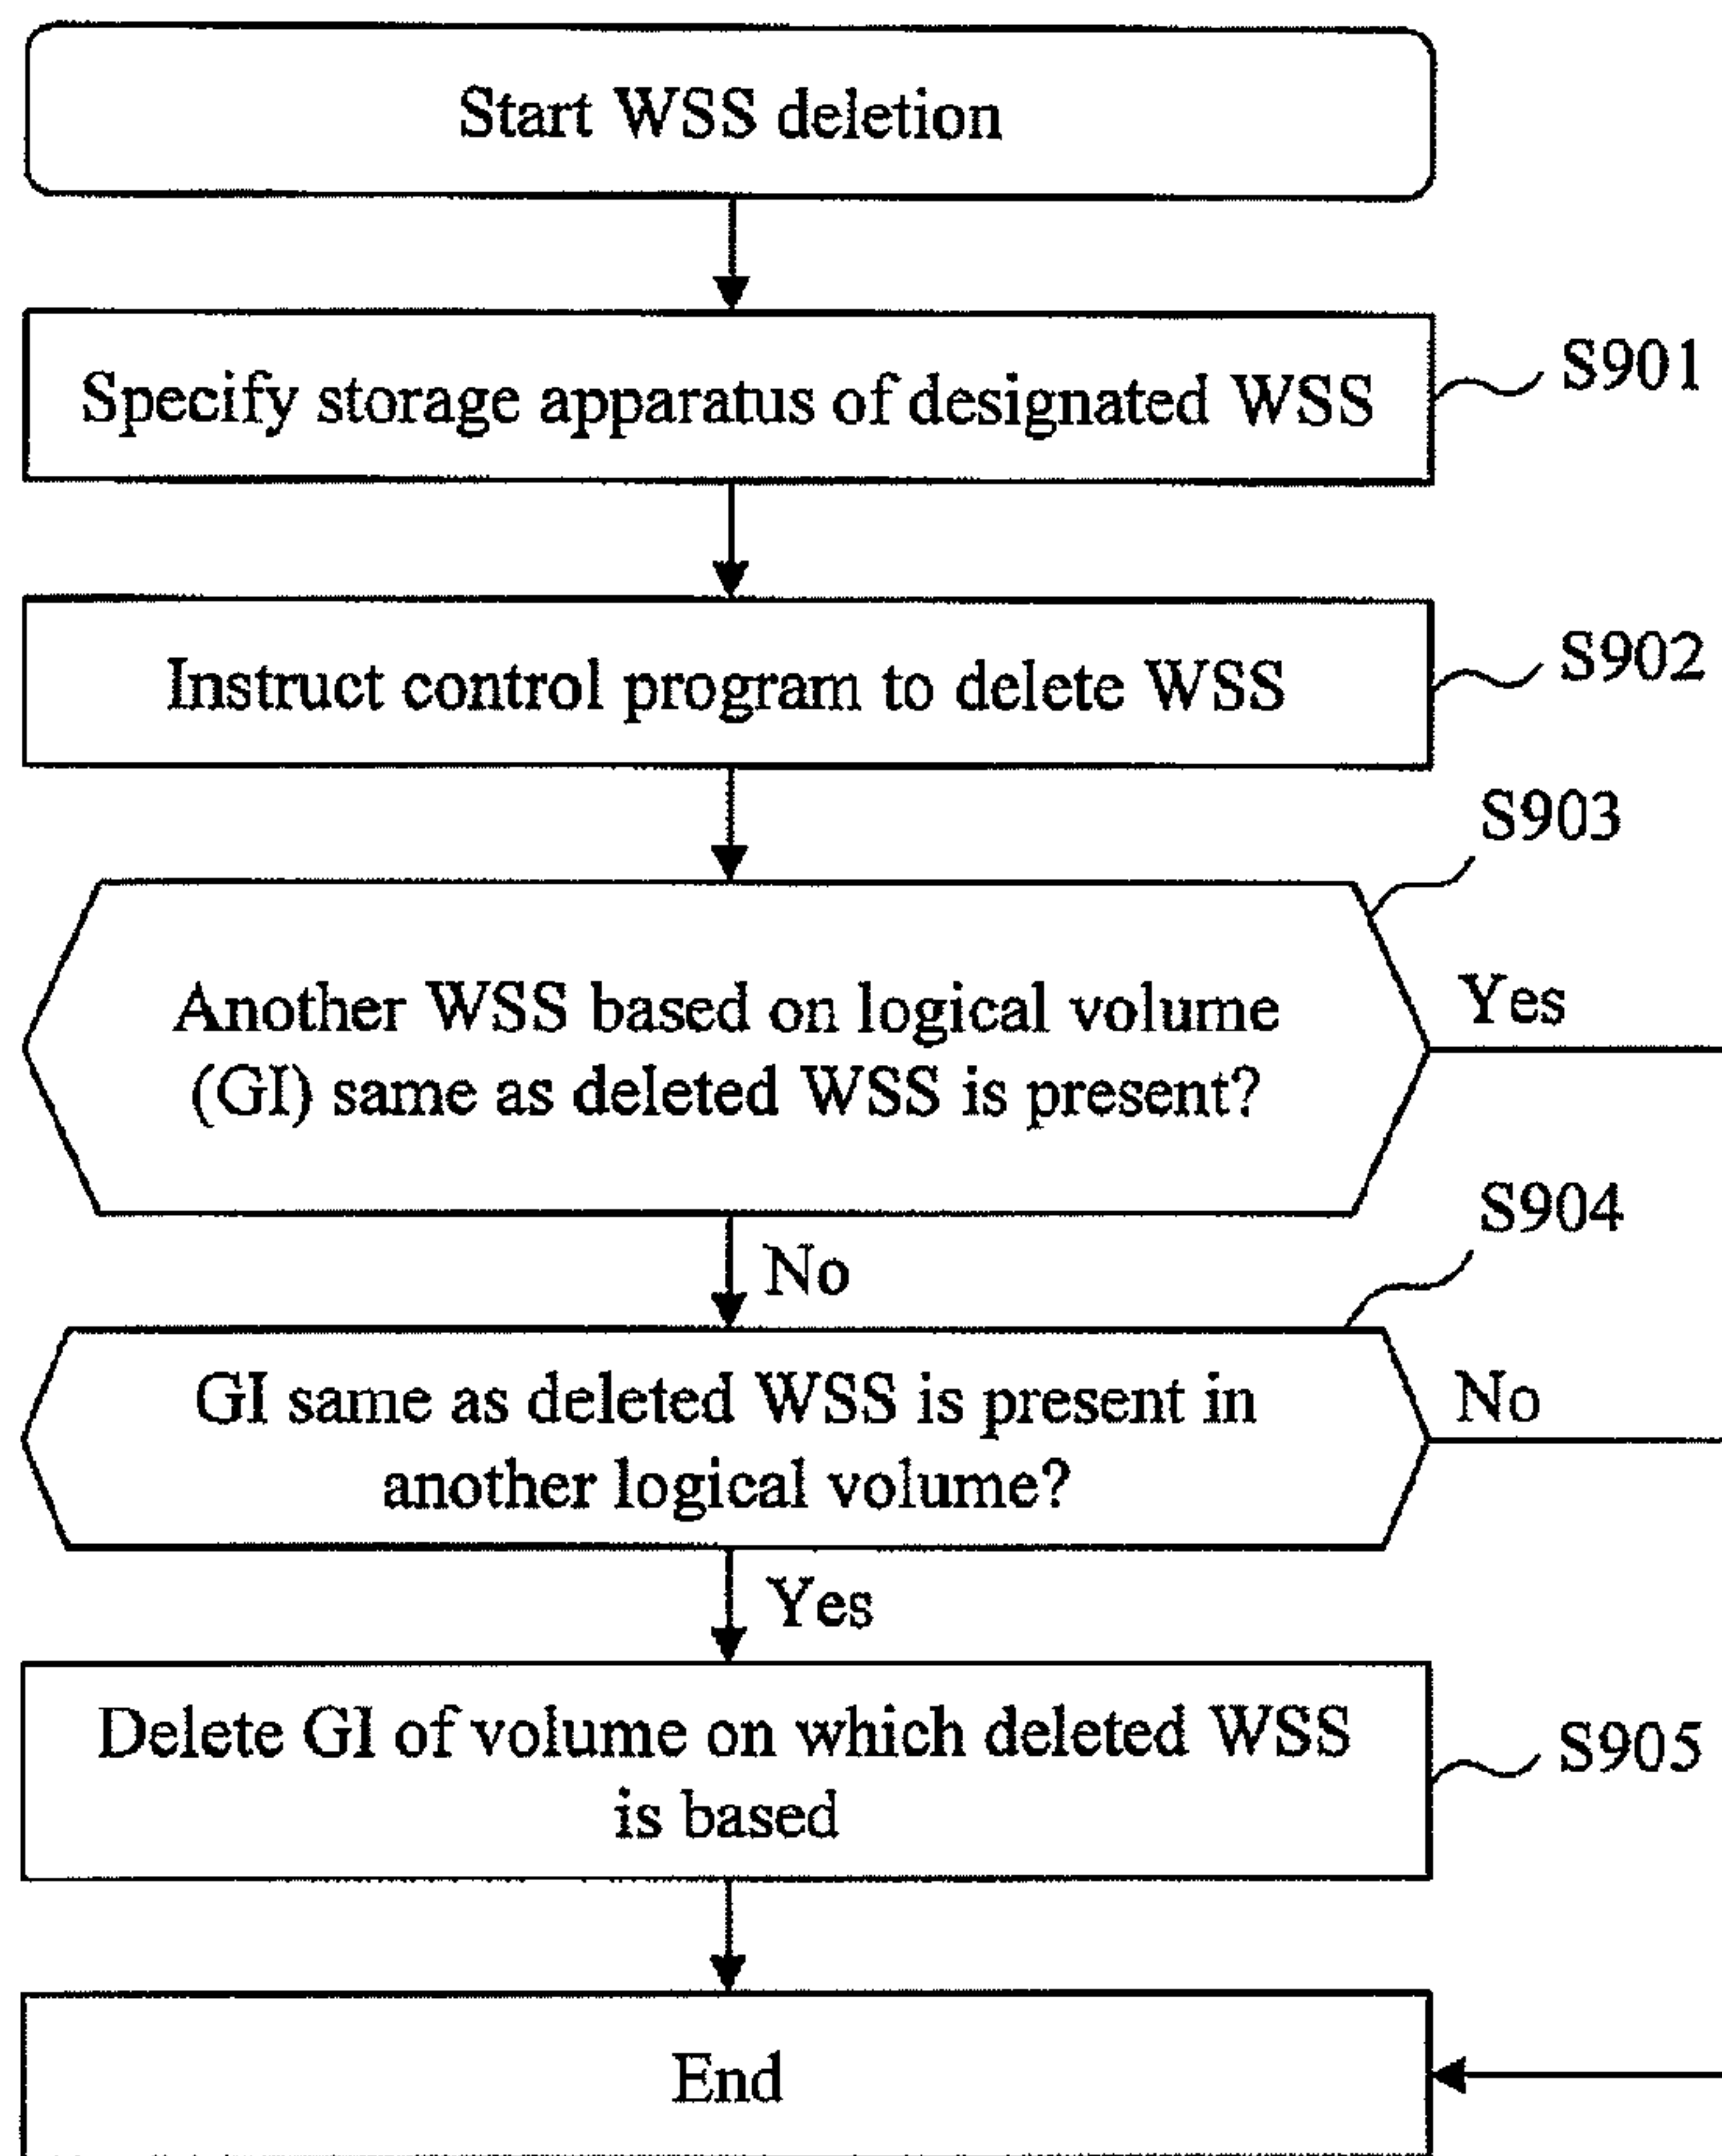 Start WSS deletion
Specify storage apparatus of designated WSS
S901
Instruct control program to delete WSS
S902
S903
Another WSS based on logical volume
(GI) same as deleted WSS is present?
Yes
No
S904
GI same as deleted WSS is present in
another logical volume?
No
Yes
Delete GI of volume on which deleted WSS
is based
S905
End